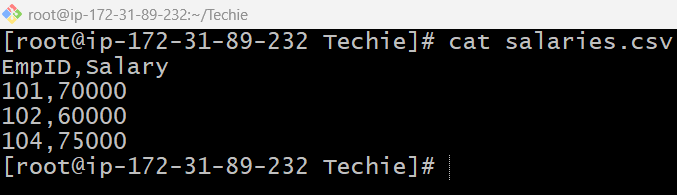 root@ip-172-31-89-232:~/Techie
[root@ip-172-31-89-232 Techie]# cat salaries.csv
EmpID,Salary
101,70000
102,60000
104,75000
[root@ip-172-31-89-232 Techie]#